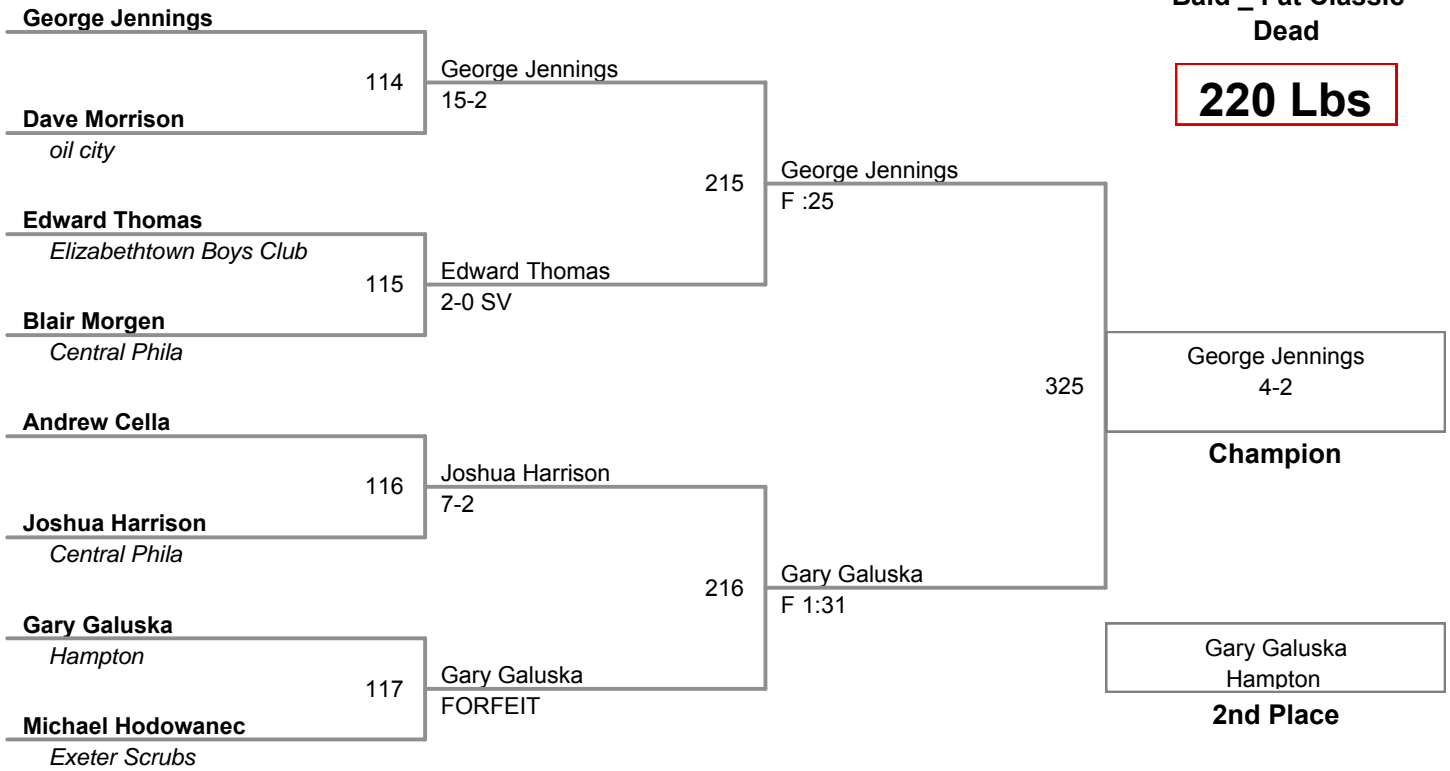 Dead
220 Lbs
George Jennings
114
Dave Morrison
oil city
George Jennings
15-2
Edward Thomas
Elizabethtown Boys Club
115
Blair Morgen
Central Phila
Edward Thomas
2-0 SV
215
George Jennings
F :25
Andrew Cella
116
Joshua Harrison
Central Phila
Joshua Harrison
7-2
Gary Galuska
Hampton
117
Michael Hodowanec
Exeter Scrubs
Gary Galuska
FORFEIT
216
Gary Galuska
F 1:31
325
George Jennings
4-2
Champion
Gary Galuska
Hampton
2nd Place